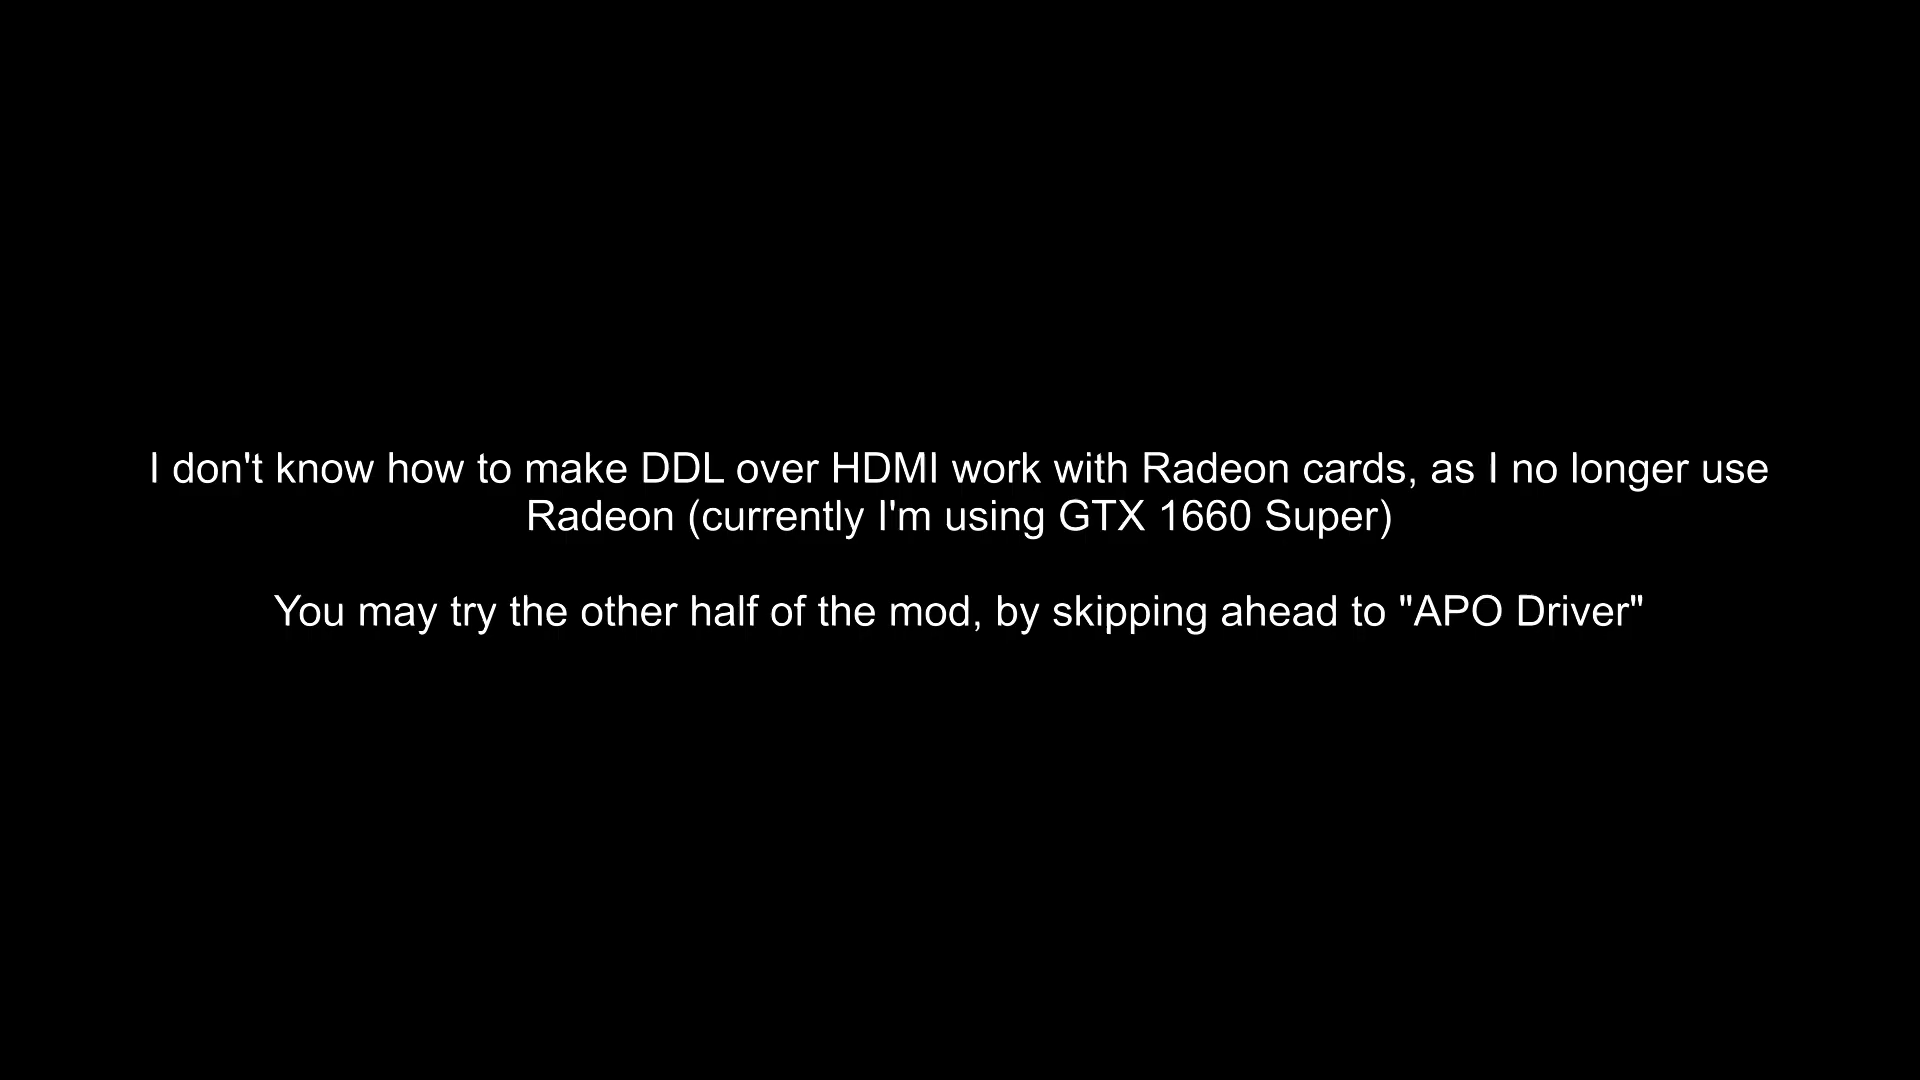 I don't know how to make DDL over HDMI work with Radeon cards, as I no longer use
Radeon (currently I'm using GTX 1660 Super)
You may try the other half of the mod, by skipping ahead to "APO Driver"